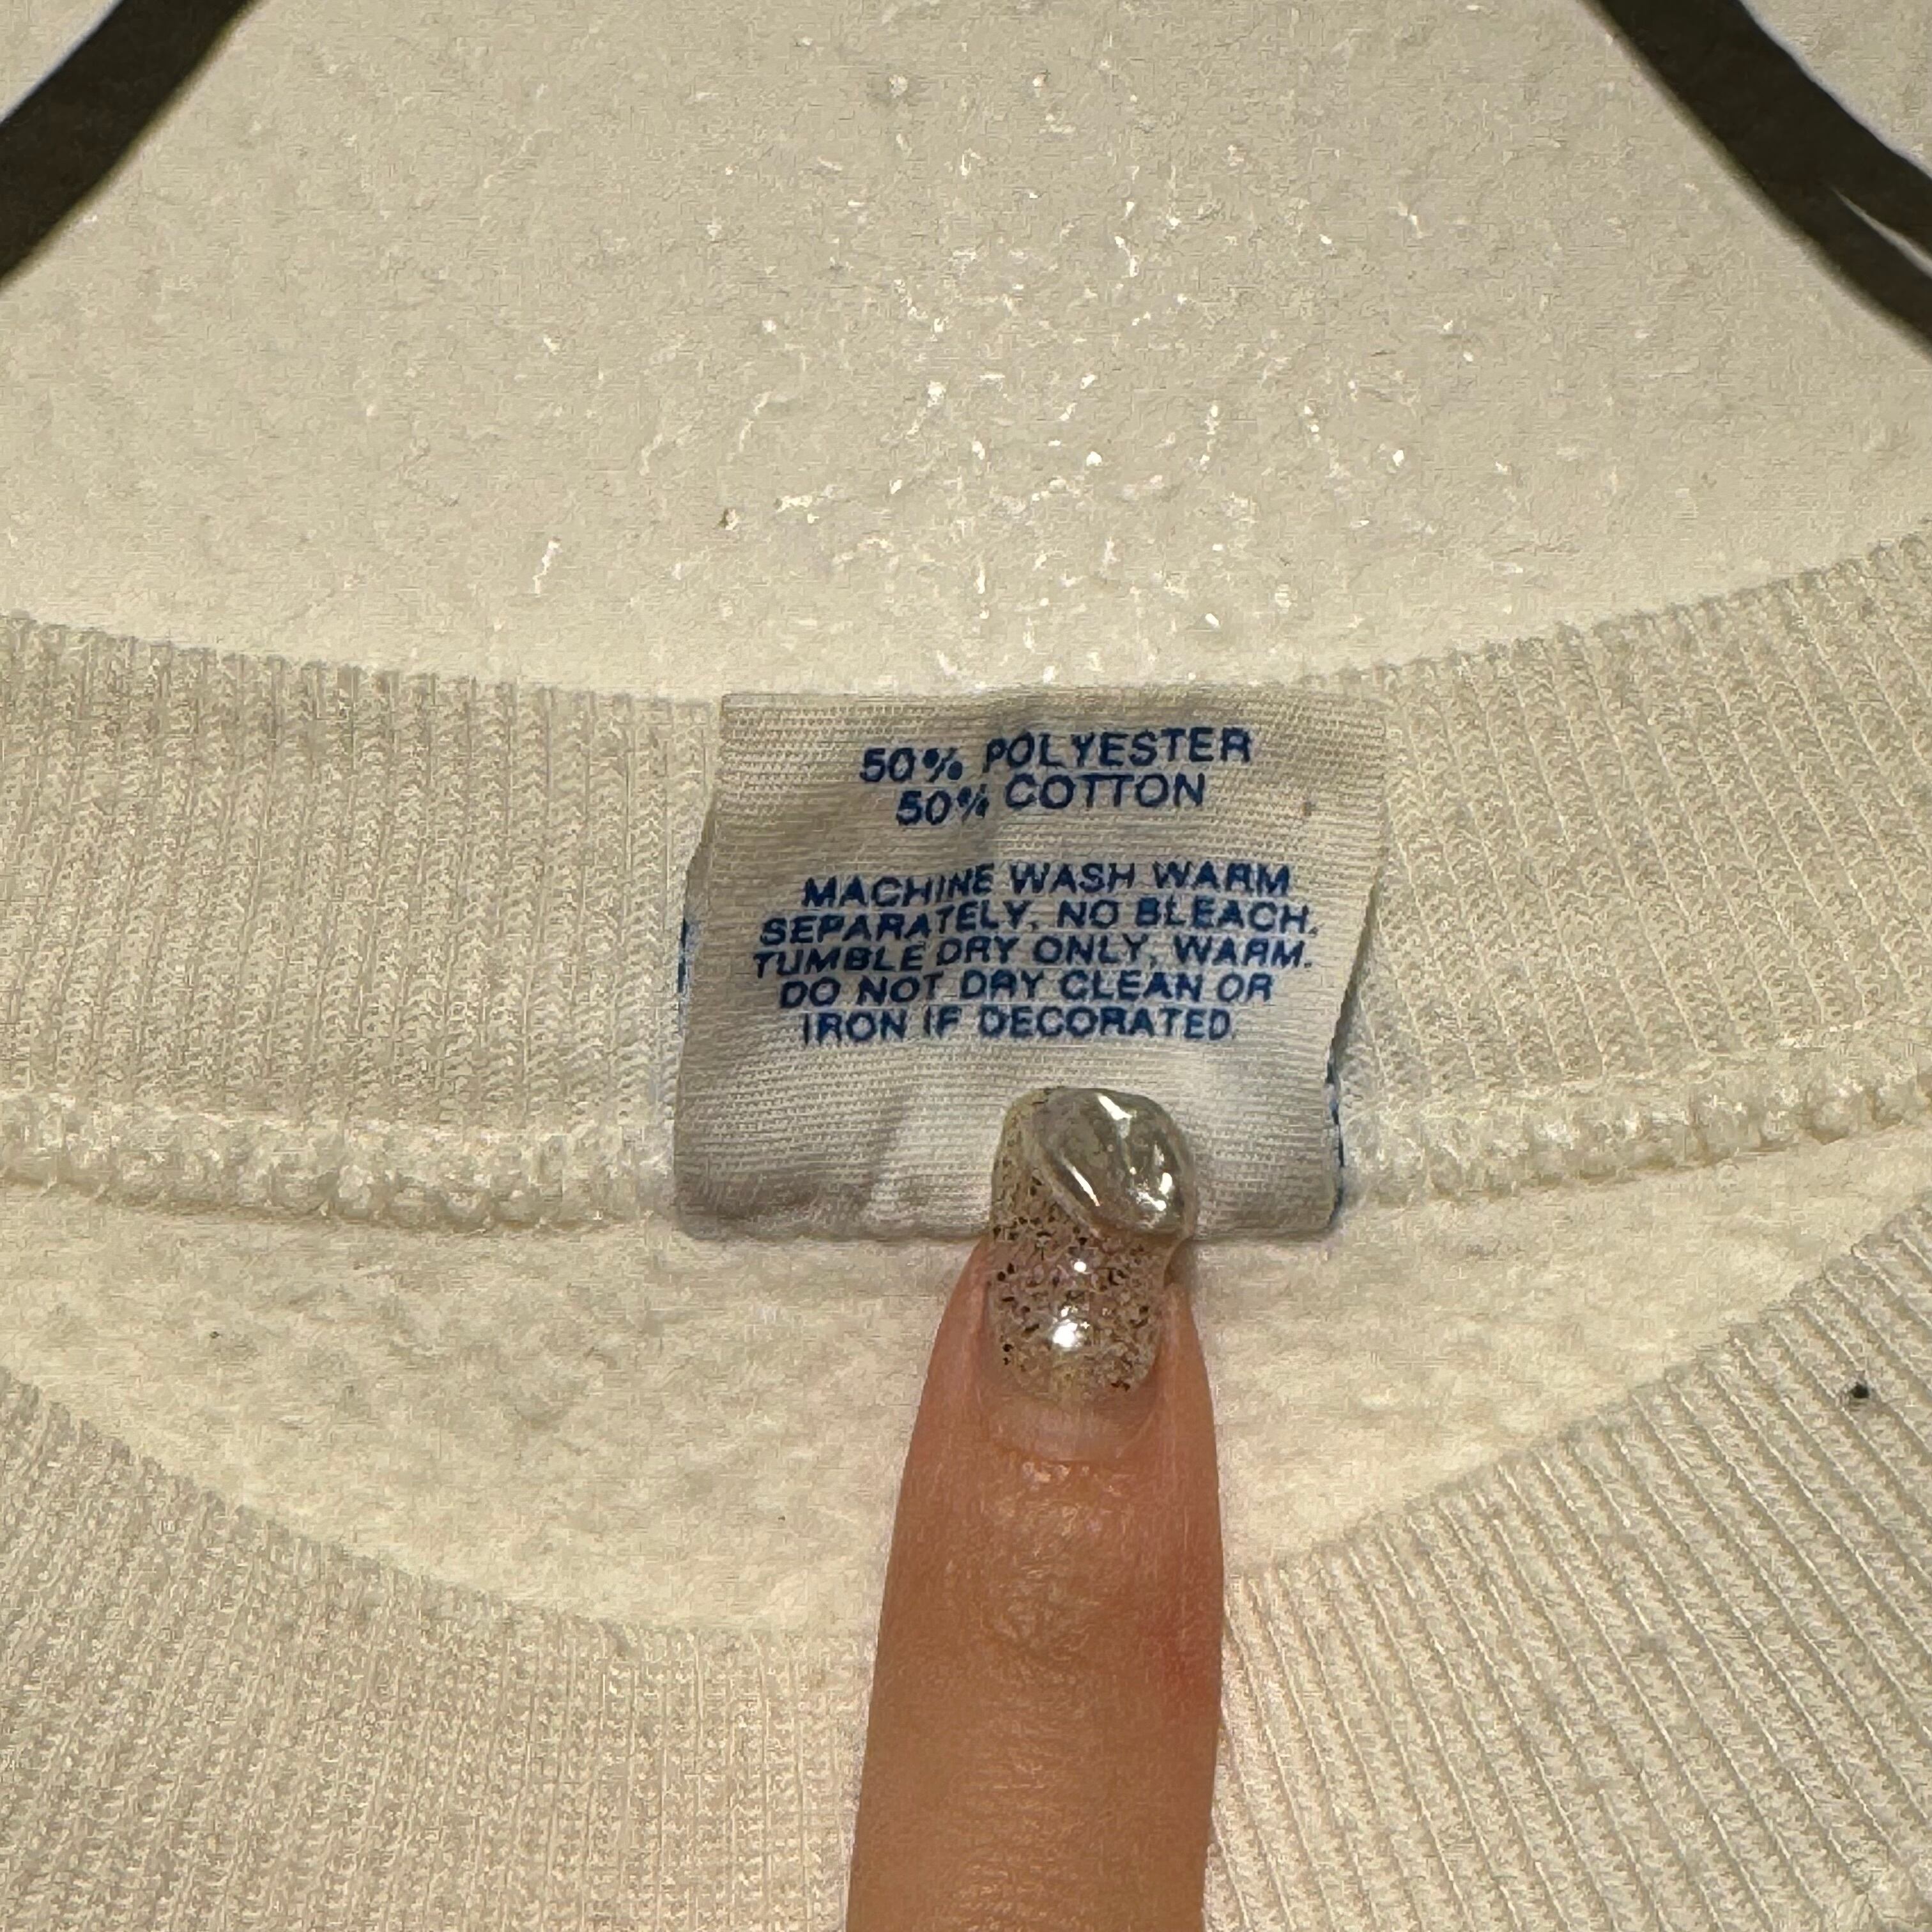 50% POLYESTER
50% COTTON
MACHINE WASH WARM
SEPARATELY, NO BLEACH.
TUMBLE DRY ONLY, WARM.
DO NOT DRY CLEAN OR
IRON IF DECORATED.